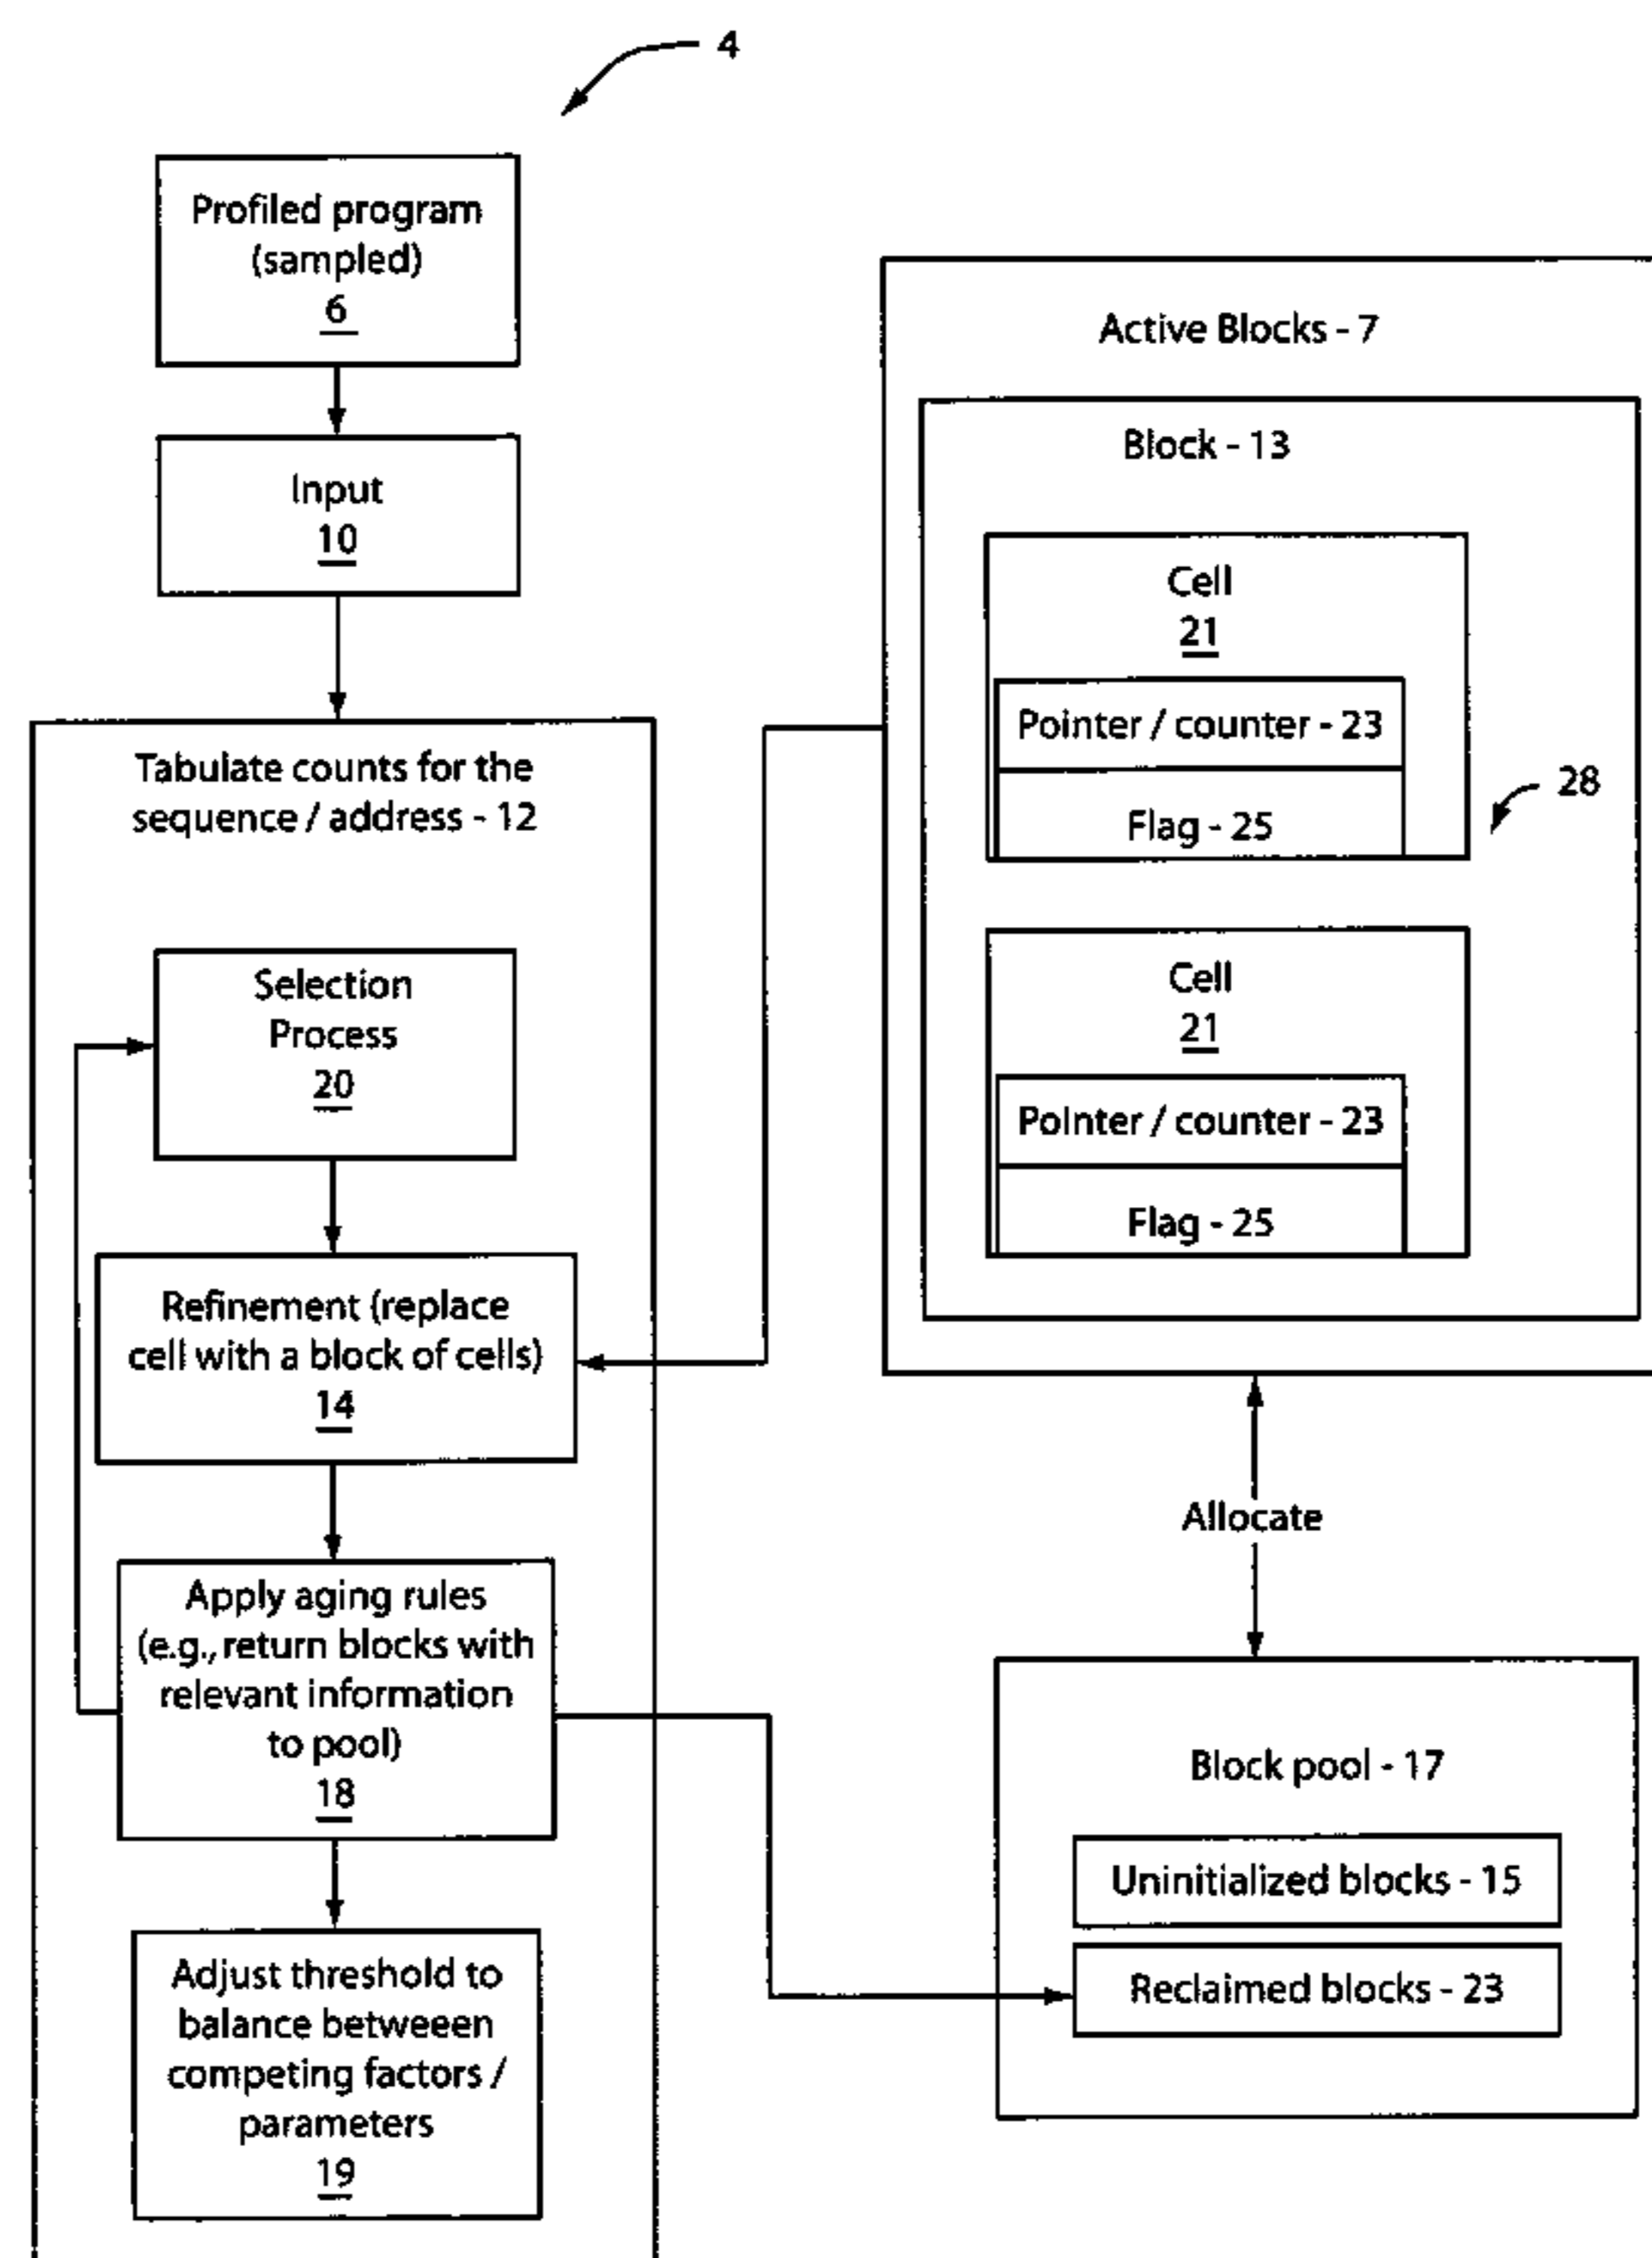 4
Profiled program
(sampled)
6
Input
10
Tabulate counts for the
sequence / address - 12
Selection
Process
20
Refinement (replace
cell with a block of cells)
14
Apply aging rules
(e.g., return blocks with
relevant information
to pool)
18
Adjust threshold to
balance betweeen
competing factors /
parameters
19
Active Blocks - 7
Block - 13
Cell
21
Pointer / counter - 23
Flag - 25
28
Cell
21
Pointer / counter - 23
Flag - 25
Allocate
Block pool - 17
Uninitialized blocks - 15
Reclaimed blocks - 23